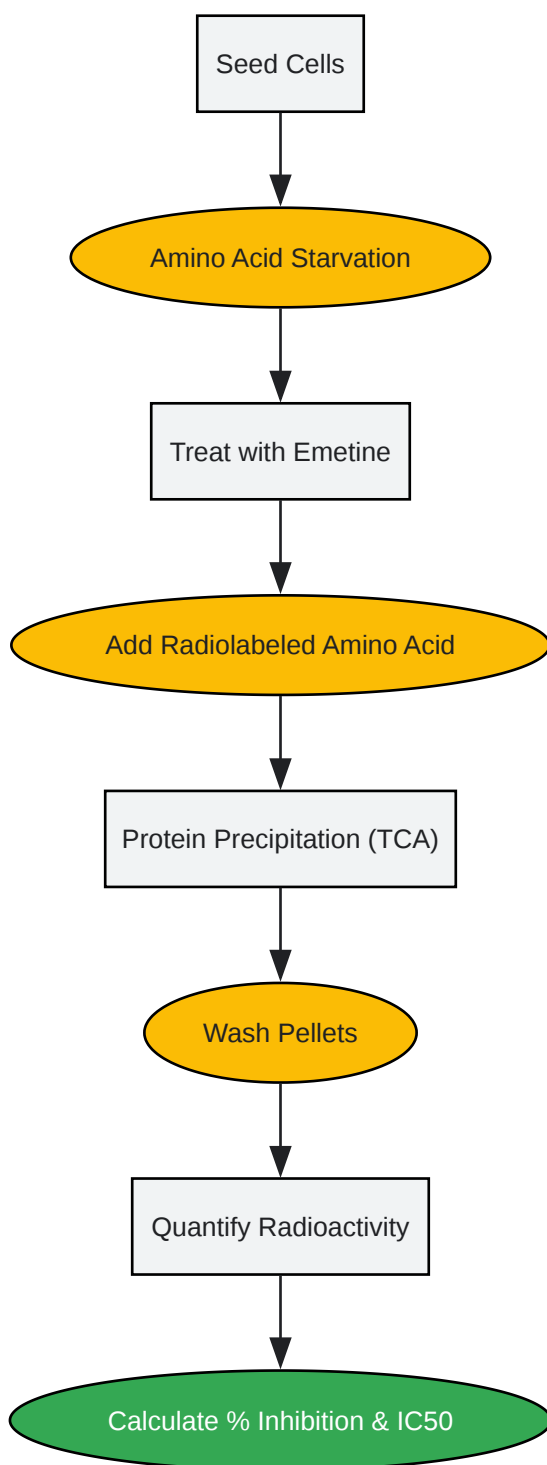 Seed Cells
Amino Acid Starvation
Treat with Emetine
Add Radiolabeled Amino Acid
Protein Precipitation (TCA)
Wash Pellets
Quantify Radioactivity
Calculate % Inhibition & IC50